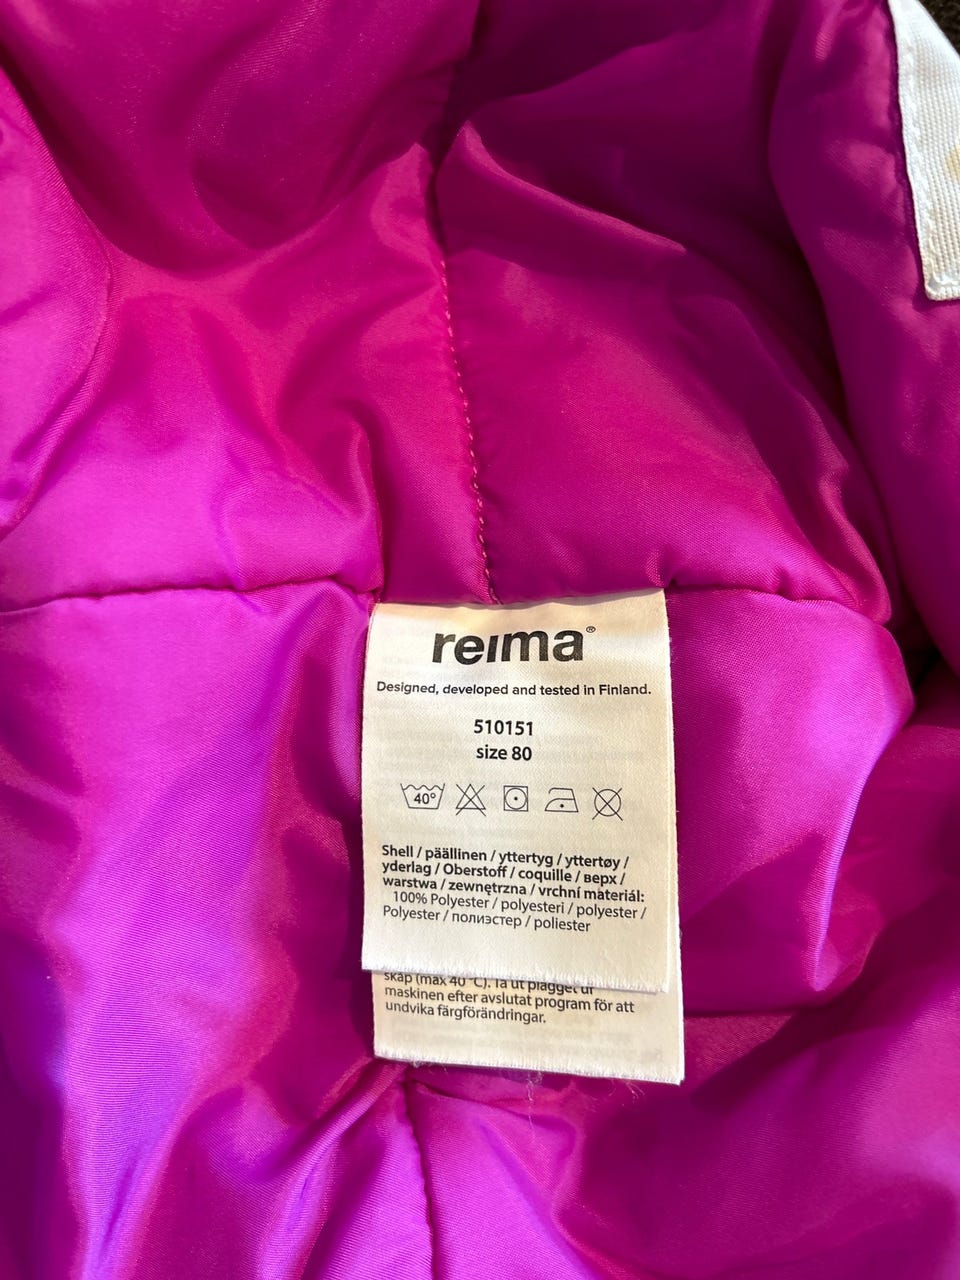 reima®
Designed, developed and tested in Finland.
510151
size 80
40°
Shell / päällinen / yttertyg / yttertøy /
yderlag / Oberstoff / coquille / верх /
warstwa / zewnętrzna / vrchní materiál:
100% Polyester / polyesteri / polyester /
Polyester / полиэстер / poliester
skåp (max 40 °C). Ta ut plagget ur
maskinen efter avslutat program för att
undvika färgförändringar.